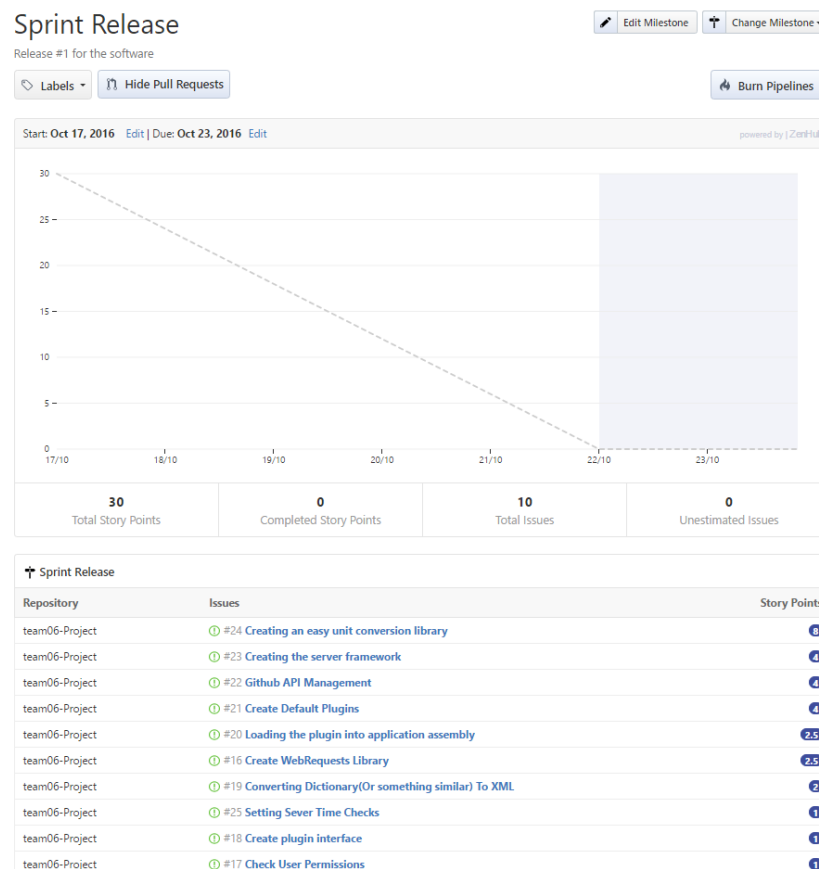 Sprint Release
Edit Milestone
Change Milestone
Release #1 for the software
Labels
Hide Pull Requests
Burn Pipelines
Start: Oct 17, 2016 Edit | Due: Oct 23, 2016 Edit
powered by | ZenHub
30
25
20
15
10
5
0
17/10 18/10 19/10 20/10 21/10 22/10 23/10
30 0 10 0
Total Story Points Completed Story Points Total Issues Unestimated Issues
Sprint Release
Repository Issues Story Points
team06-Project #24 Creating an easy unit conversion library 8
team06-Project #23 Creating the server framework 4
team06-Project #22 Github API Management 4
team06-Project #21 Create Default Plugins 4
team06-Project #20 Loading the plugin into application assembly 2.5
team06-Project #16 Create WebRequests Library 2.5
team06-Project #19 Converting Dictionary(Or something similar) To XML 2
team06-Project #25 Setting Sever Time Checks 1
team06-Project #18 Create plugin interface 1
team06-Project #17 Check User Permissions 1